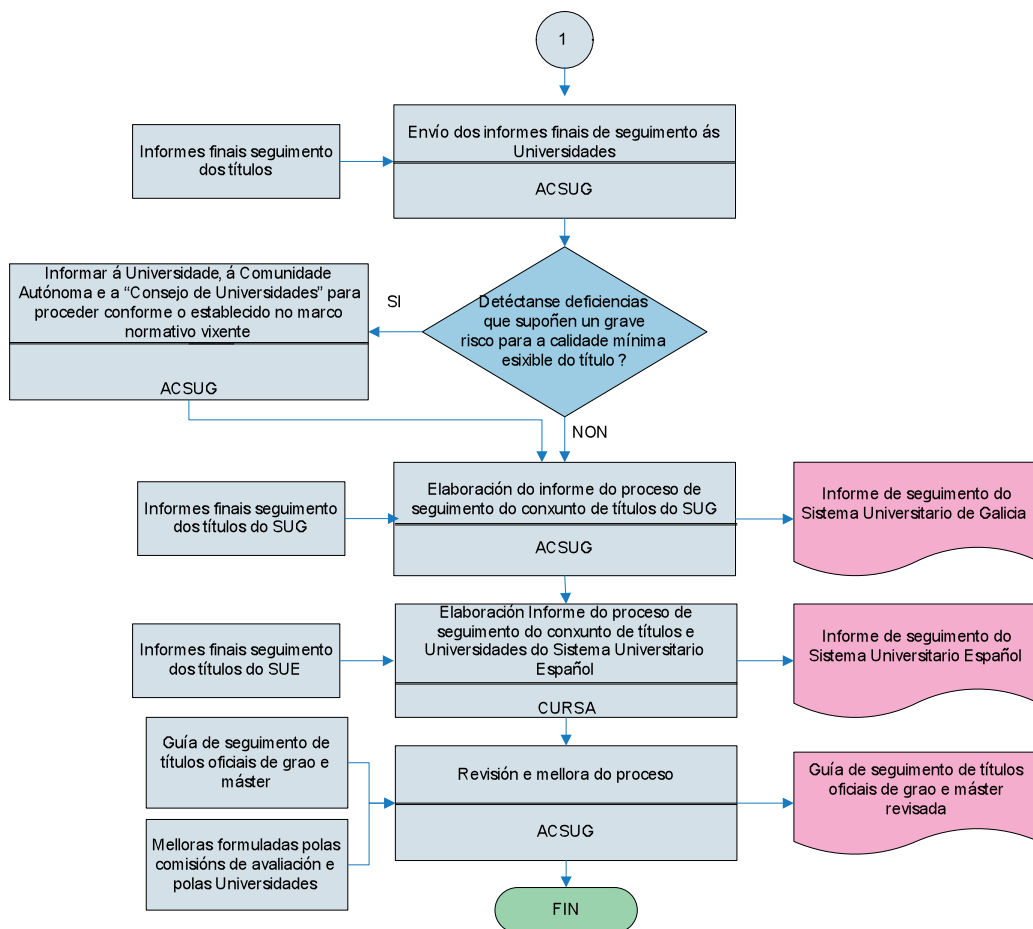 1
Envío dos informes finais de seguimento ás
Universidades
ACSUG
Informes finais seguimento
dos títulos
Detéctanse deficiencias
que supoñen un grave
risco para a calidade mínima
esixible do título ?
SI
Informar á Universidade, á Comunidade
Autónoma e a “Consejo de Universidades” para
proceder conforme o establecido no marco
normativo vixente
ACSUG
NON
Informes finais seguimento
dos títulos do SUG
Elaboración do informe do proceso de
seguimento do conxunto de títulos do SUG
ACSUG
Informe de seguimento do
Sistema Universitario de Galicia
Informes finais seguimento
dos títulos do SUE
Elaboración Informe do proceso de
seguimento do conxunto de títulos e
Universidades do Sistema Universitario
Español
CURSA
Informe de seguimento do
Sistema Universitario Español
Guía de seguimento de
títulos oficiais de grao e
máster
Melloras formuladas polas
comisións de avaliación e
polas Universidades
Revisión e mellora do proceso
ACSUG
Guía de seguimento de títulos
oficiais de grao e máster
revisada
FIN